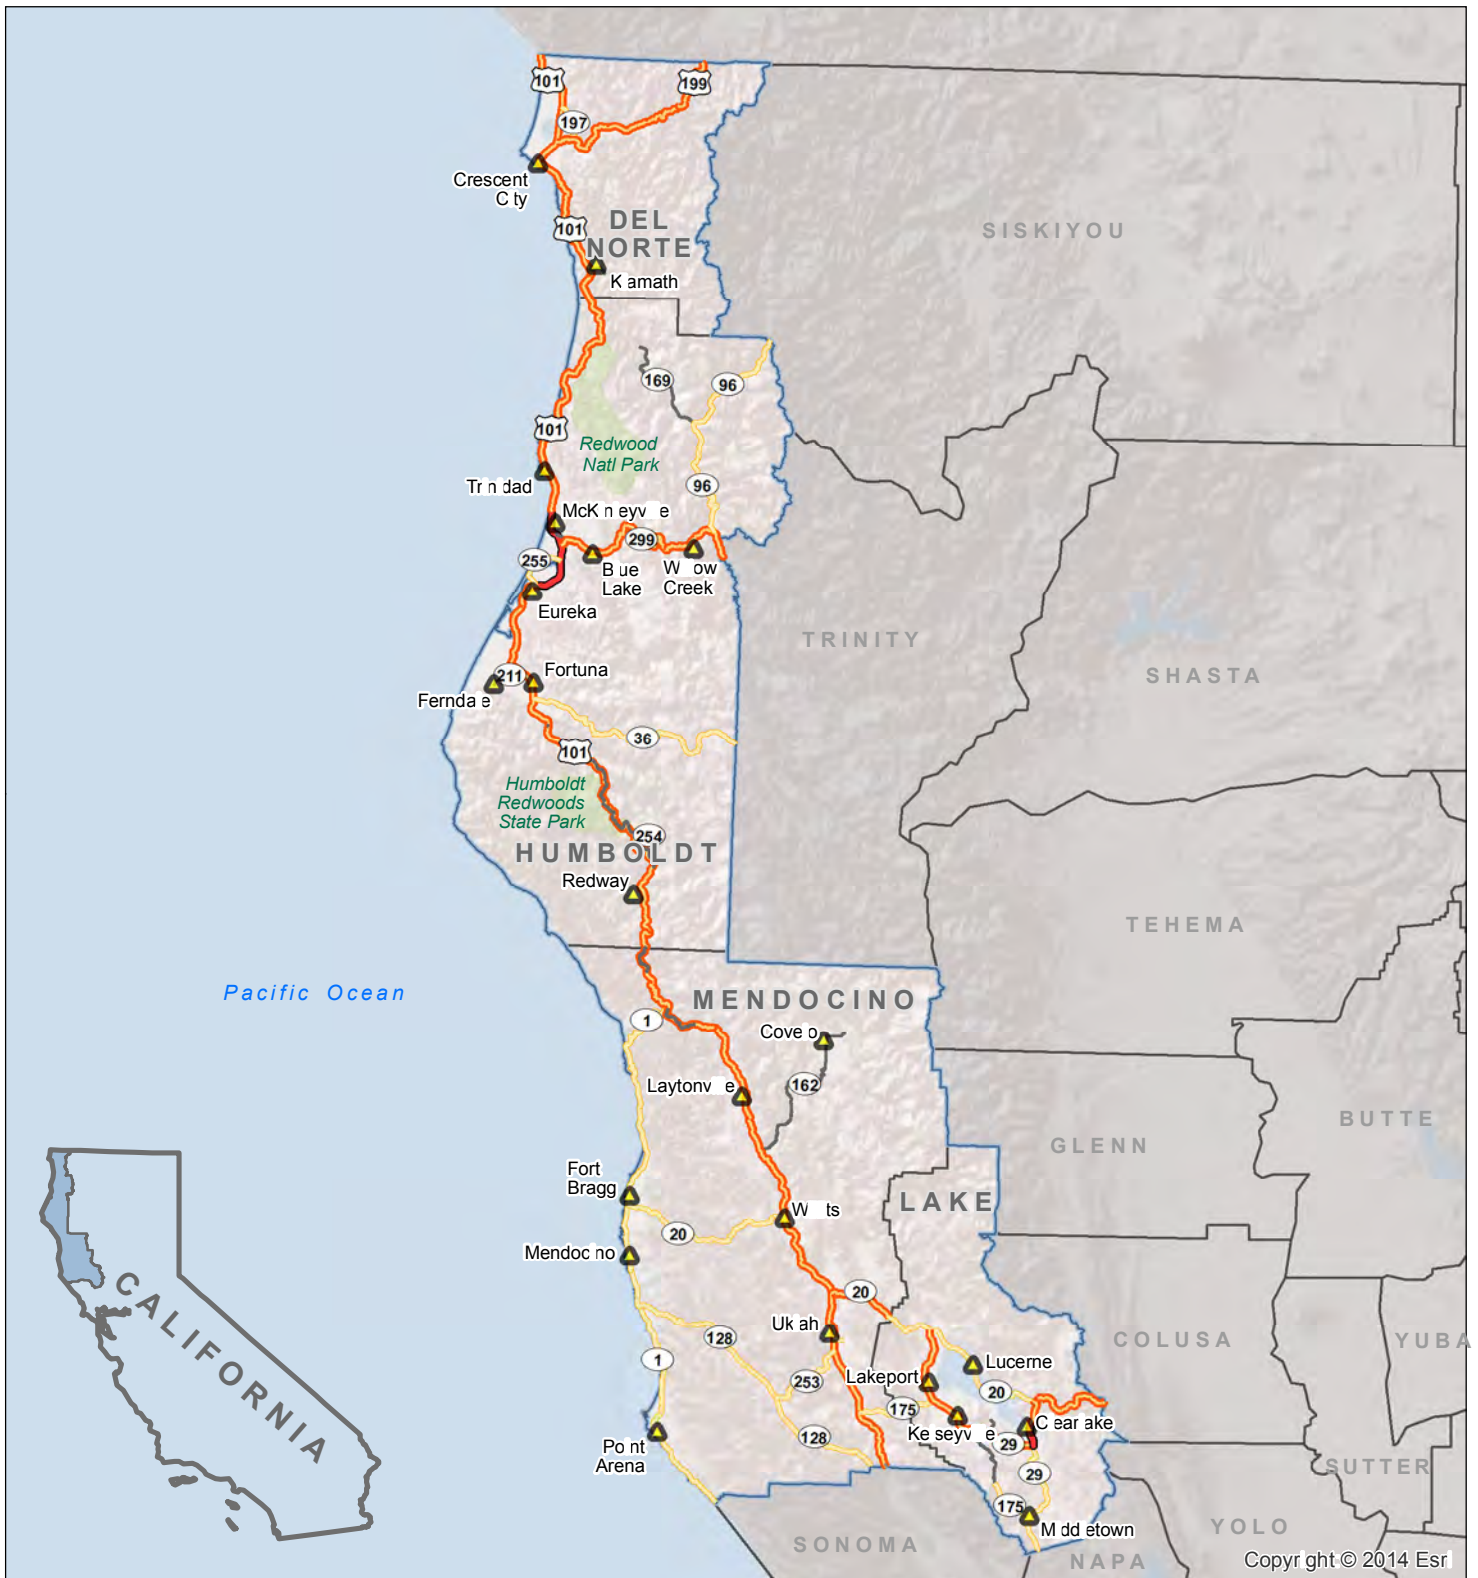 101
199
197
Crescent
C ty
101
DEL
NORTE
SISKIYOU
K amath
169
96
101
Redwood
Natl Park
96
Tr n dad
McK n eyv e
299
255
B ue
Lake
W ow
Creek
Eureka
TRINITY
SHASTA
Fortuna
211
Fernda e
36
101
Humboldt
Redwoods
State Park
254
HUMBOLDT
Redway
TEHEMA
Pacific Ocean
MENDOCINO
1
Cove o
Laytonv e
162
BUTTE
GLENN
Fort
Bragg
LAKE
W ts
20
Mendoc no
CALIFORNIA
20
Uk ah
128
COLUSA
YUBA
1
Lucerne
Lakeport
253
20
175
Ke seyv e
C ear ake
128
29
Po nt
Arena
29
SUTTER
175
M dd etown
YOLO
SONOMA
NAPA
Copyr ght © 2014 Esr